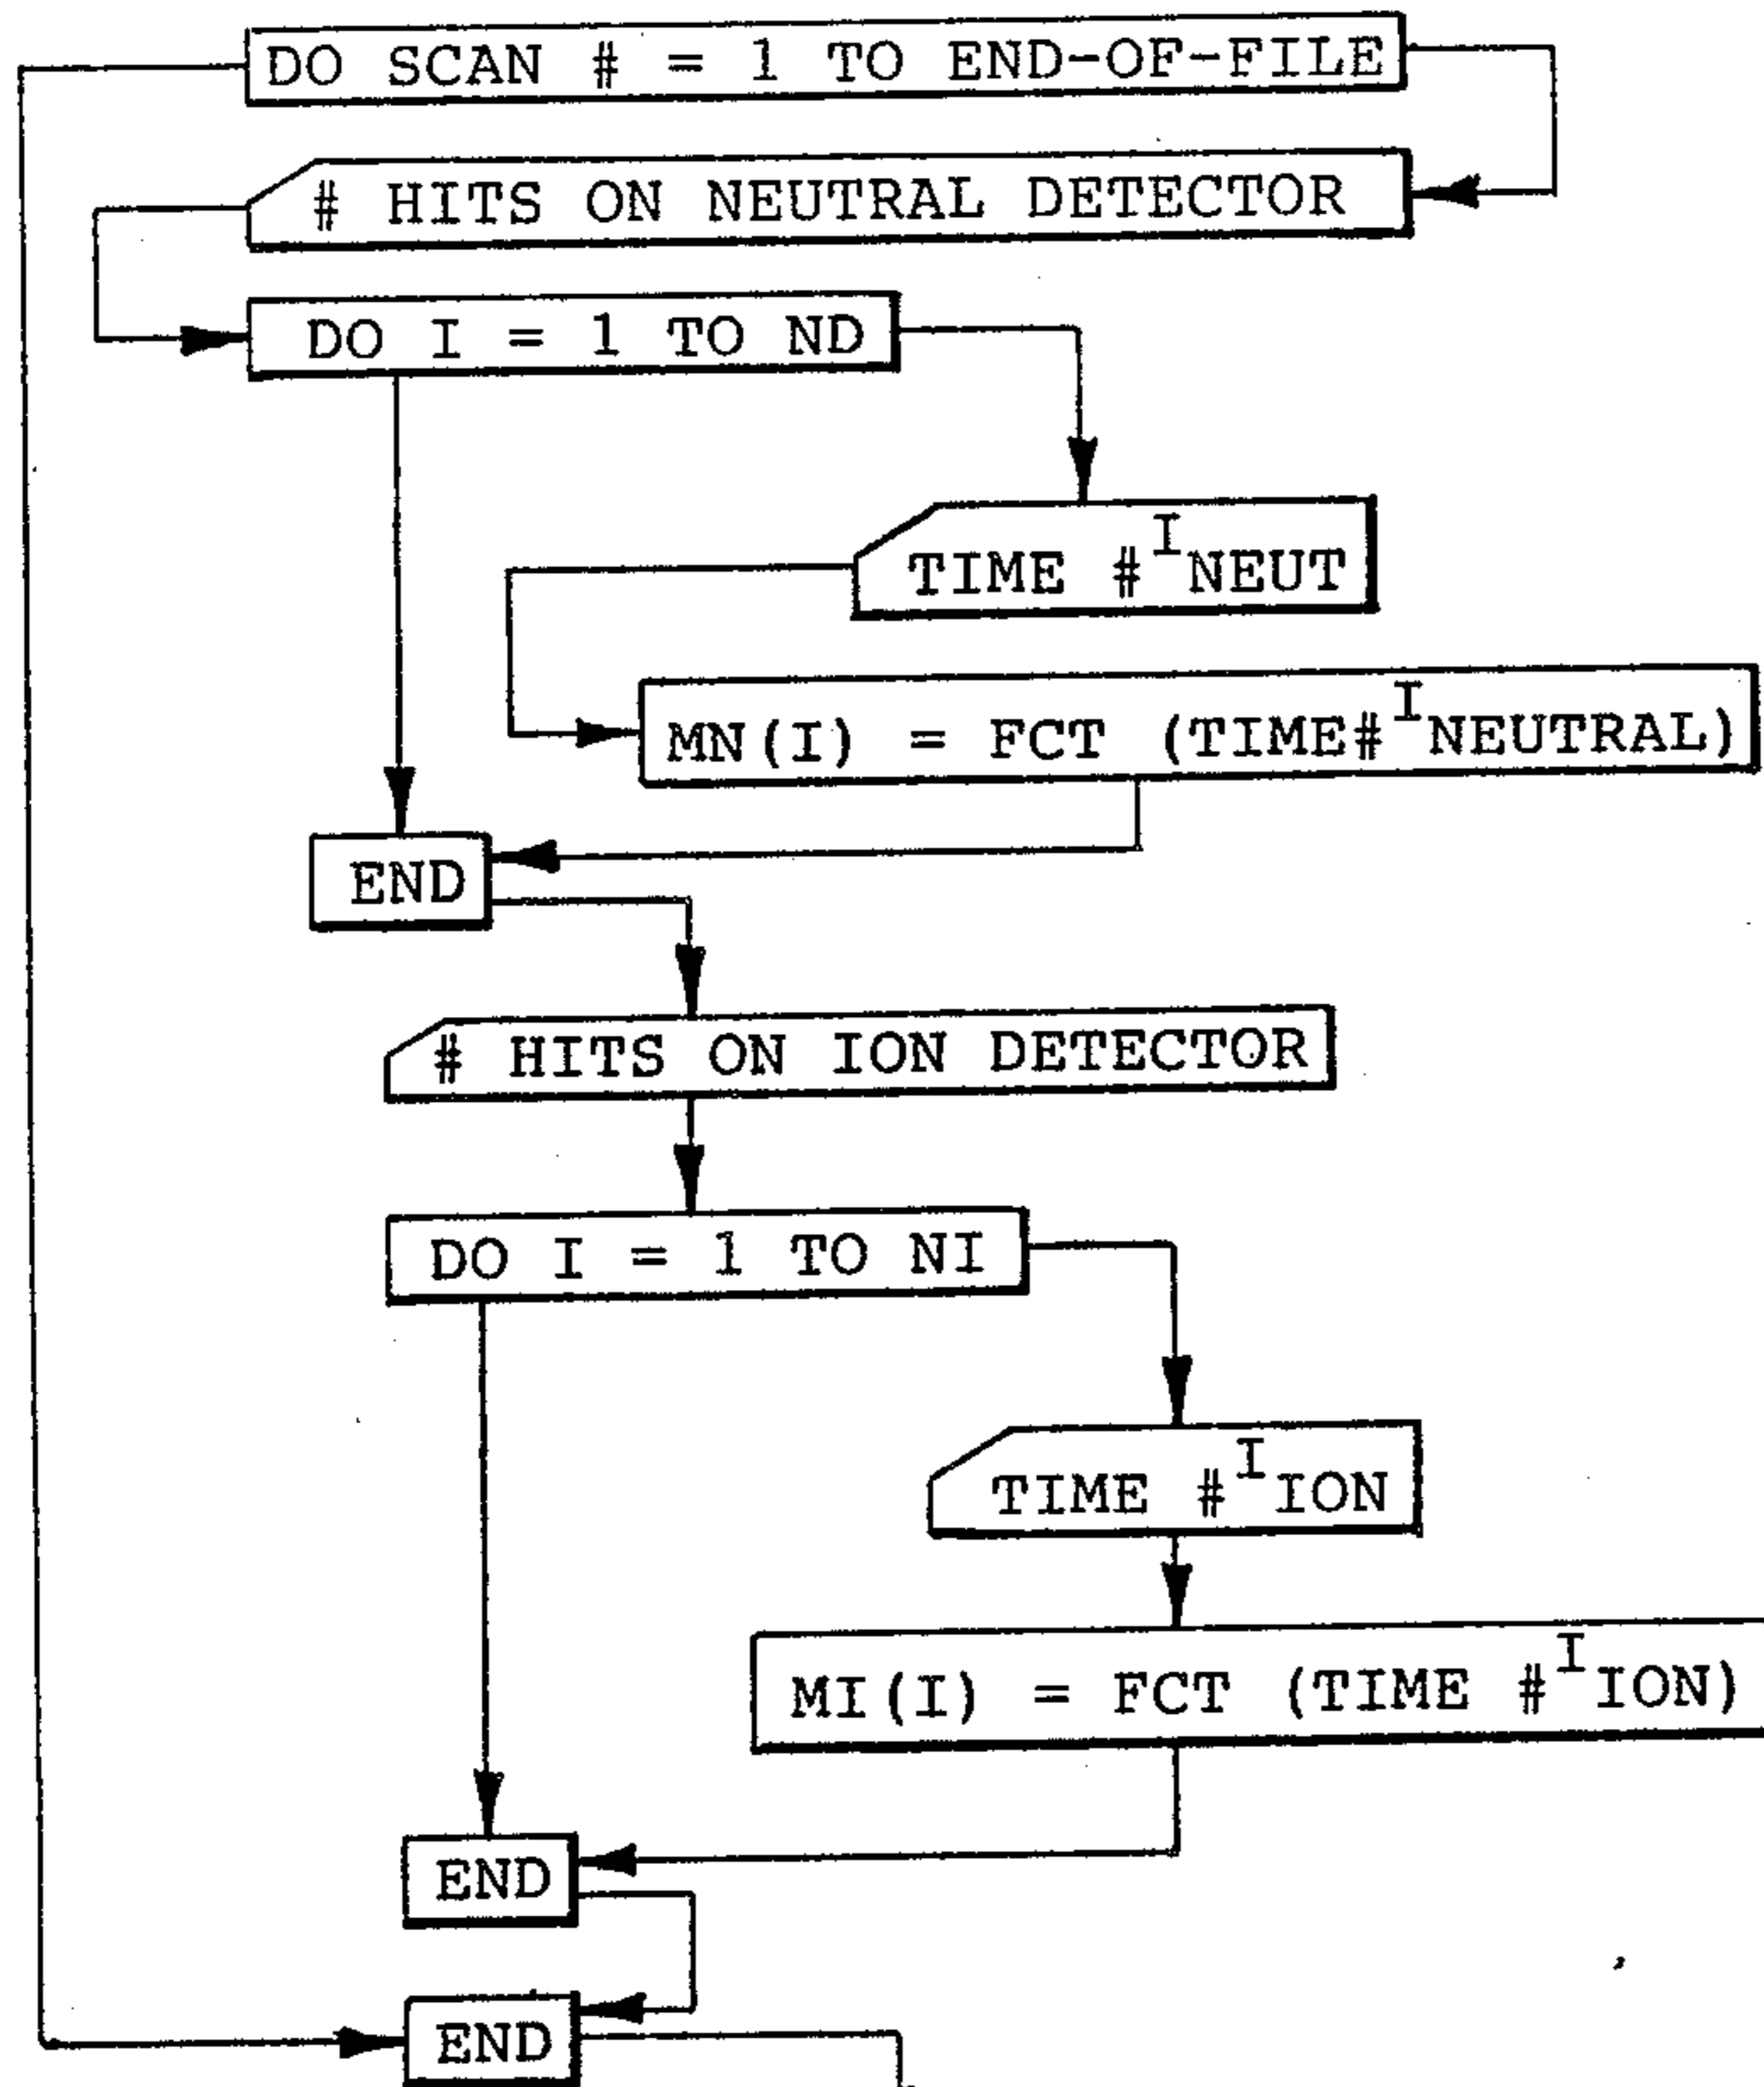 DO SCAN # = 1 TO END-OF-FILE
# HITS ON NEUTRAL DETECTOR
DO I = 1 TO ND
TIME #I NEUT
MN(I) = FCT (TIME#I NEUTRAL)
END
# HITS ON ION DETECTOR
DO I = 1 TO NI
TIME #I ION
MI(I) = FCT (TIME #I ION)
END
END